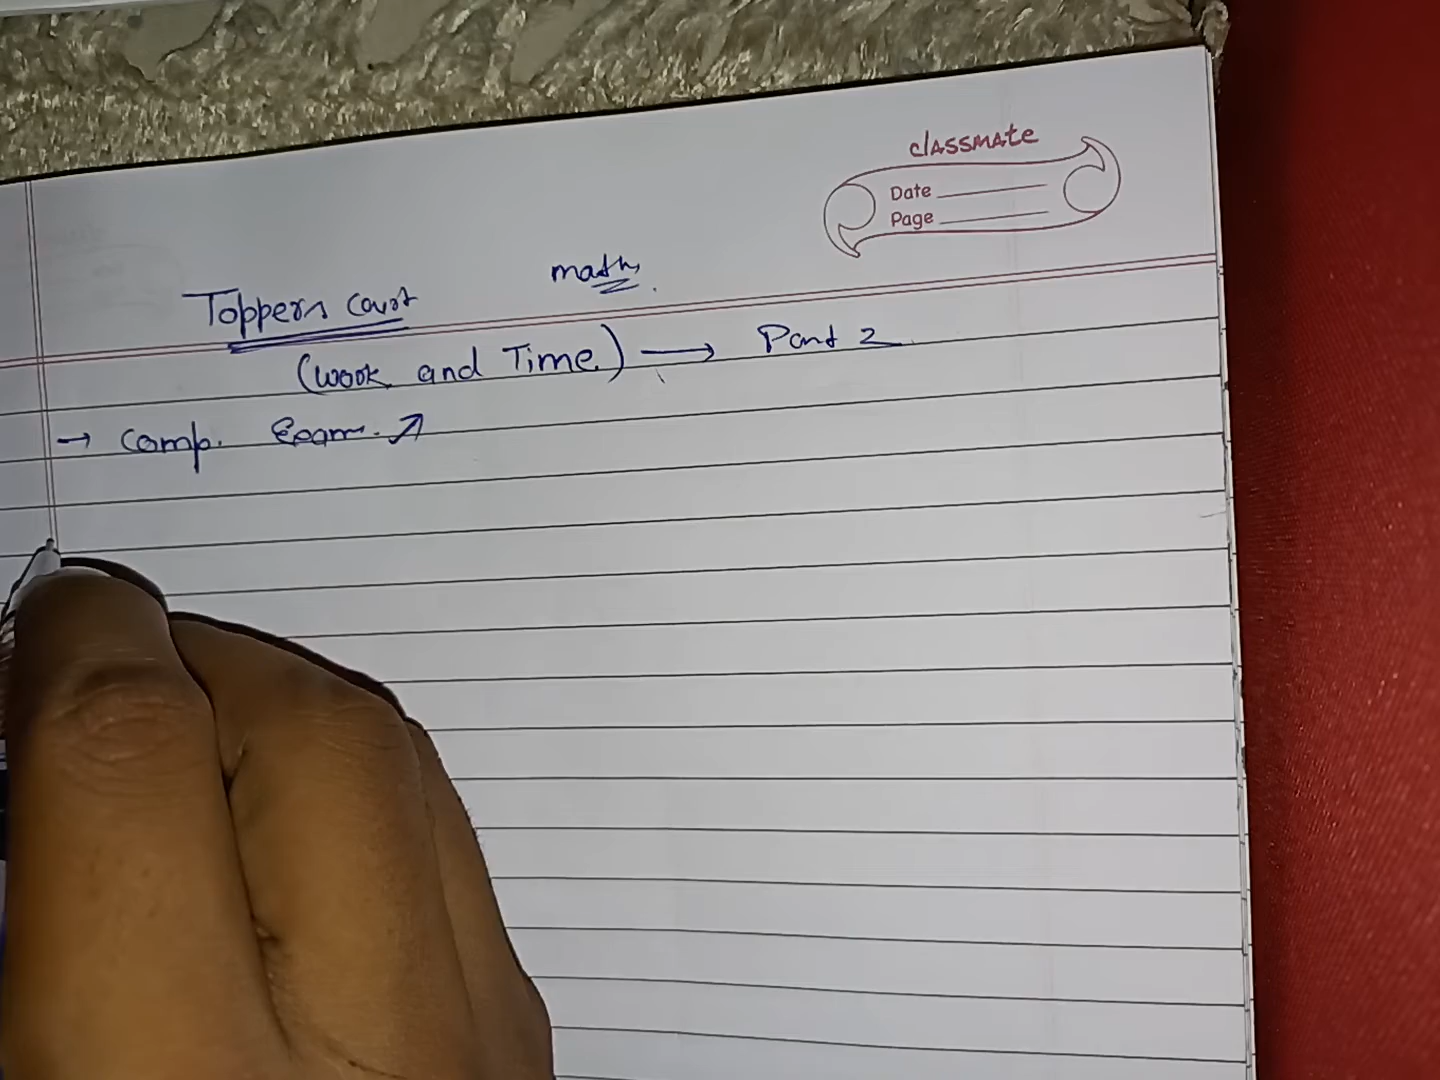 classmate
Date
Page
math
Toppers Court
(Work and Time) → Part 2
→ Comp. Exam. ↗